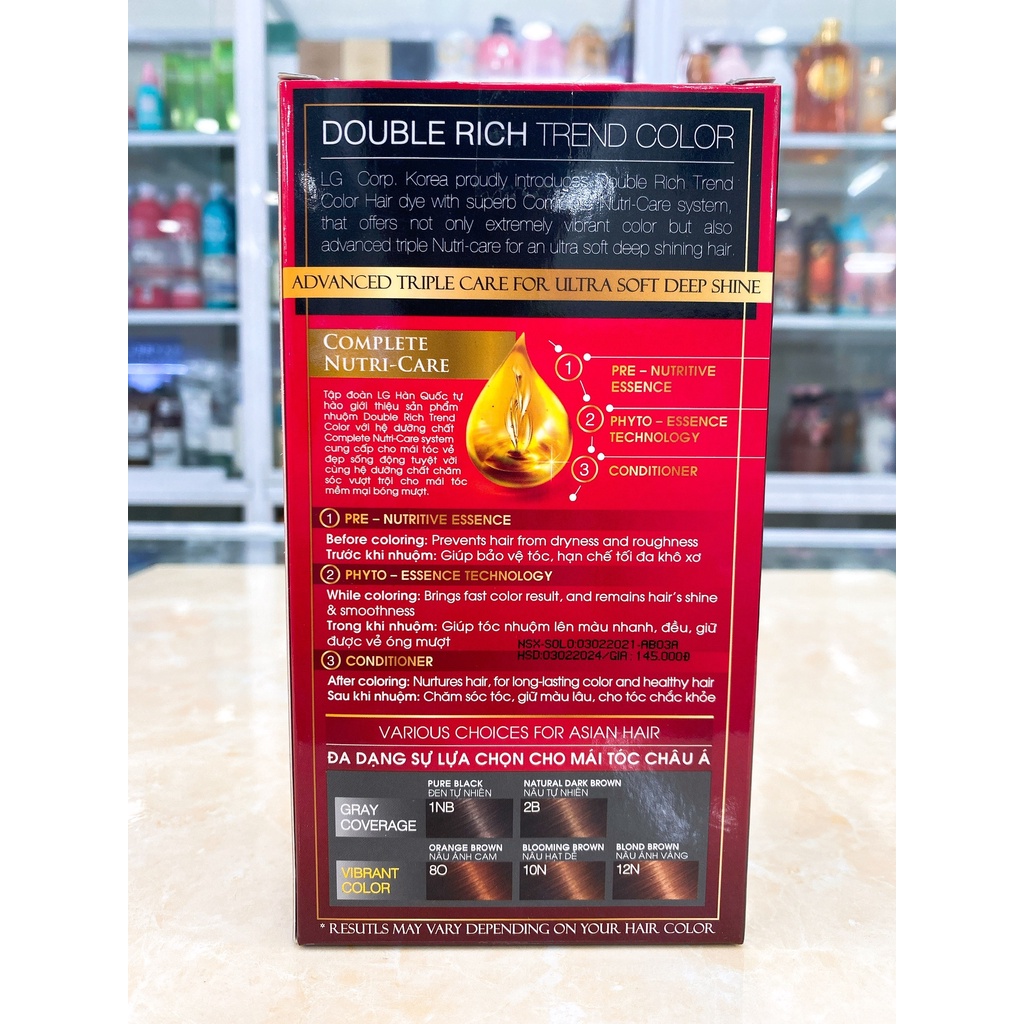 DOUBLE RICH TREND COLOR
LG Corp. Korea proudly introduces Double Rich Trend
Color Hair dye with superb Complete Nutri-Care system,
that offers not only extremely vibrant color but also
advanced triple Nutri-care for an ultra soft deep shining hair
ADVANCED TRIPLE CARE FOR ULTRA SOFT DEEP SHINE
COMPLETE
NUTRI-CARE
Tập đoàn LG Hàn Quốc tự
hào giới thiệu sản phẩm
nhuộm Double Rich Trend
Color với hệ dưỡng chất
Complete Nutri-Care system
cung cấp cho mái tóc vẻ
đẹp sống động tuyệt vời
cùng hệ dưỡng chất chăm
sóc vượt trội cho mái tóc
mềm mại bóng mượt.
1 PRE – NUTRITIVE
ESSENCE
2 PHYTO – ESSENCE
TECHNOLOGY
3 CONDITIONER
1 PRE – NUTRITIVE ESSENCE
Before coloring: Prevents hair from dryness and roughness
Trước khi nhuộm: Giúp bảo vệ tóc, hạn chế tối đa khô xơ
2 PHYTO – ESSENCE TECHNOLOGY
While coloring: Brings fast color result, and remains hair's shine
& smoothness
Trong khi nhuộm: Giúp tóc nhuộm lên màu nhanh, đều, giữ
được vẻ óng mượt
NSX-SOLO:03022021-AB03A
HSD:03022024/GIA: 145.000Đ
3 CONDITIONER
After coloring: Nurtures hair, for long-lasting color and healthy hair
Sau khi nhuộm: Chăm sóc tóc, giữ màu lâu, cho tóc chắc khỏe
VARIOUS CHOICES FOR ASIAN HAIR
ĐA DẠNG SỰ LỰA CHỌN CHO MÁI TÓC CHÂU Á
GRAY
COVERAGE
PURE BLACK
ĐEN TỰ NHIÊN
1NB
NATURAL DARK BROWN
NÂU TỰ NHIÊN
2B
VIBRANT
COLOR
ORANGE BROWN
NÂU ÁNH CAM
8O
BLOOMING BROWN
NÂU HẠT DẺ
10N
BLOND BROWN
NÂU ÁNH VÀNG
12N
* RESUTLS MAY VARY DEPENDING ON YOUR HAIR COLOR